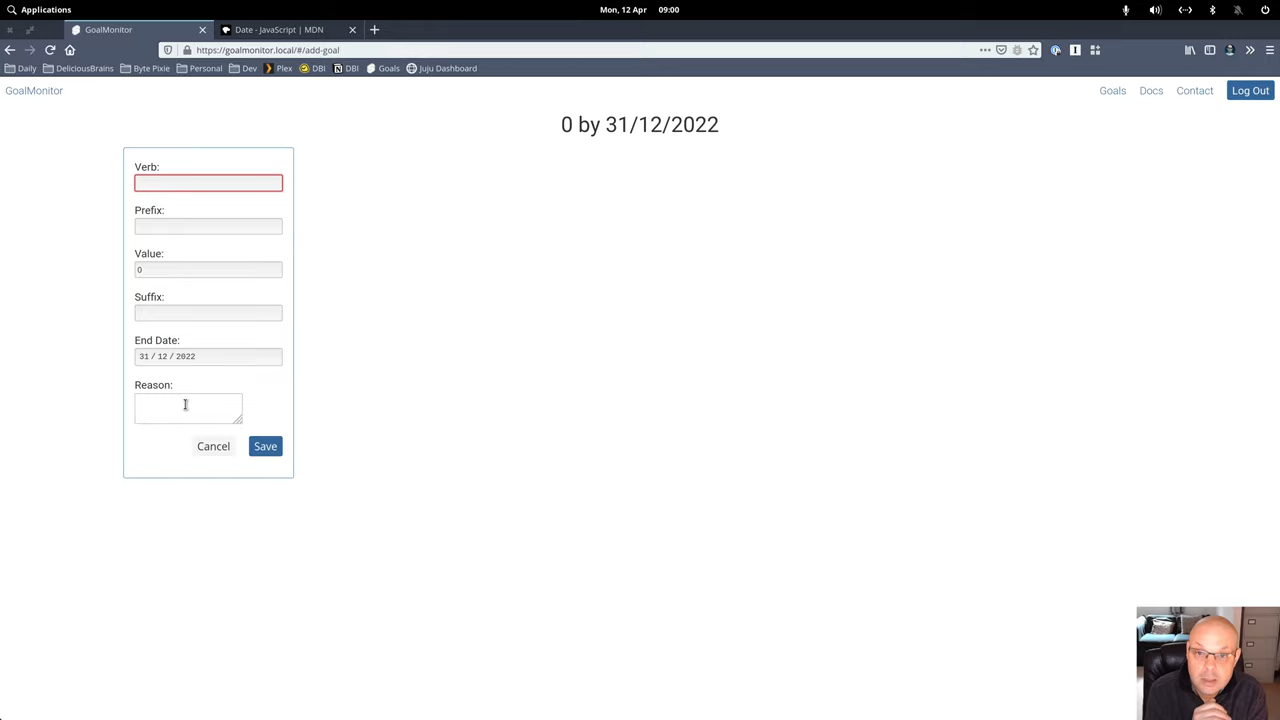 Applications
Mon, 12 Apr 09:00
GoalMonitor
Date - JavaScript | MDN
https://goalmonitor.local/#/add-goal
Daily DeliciousBrains Byte Pixie Personal Dev Plex DBI DBI Goals Juju Dashboard
GoalMonitor
Goals Docs Contact Log Out
0 by 31/12/2022
Verb:
Prefix:
Value:
0
Suffix:
End Date:
31 / 12 / 2022
Reason:
Cancel Save